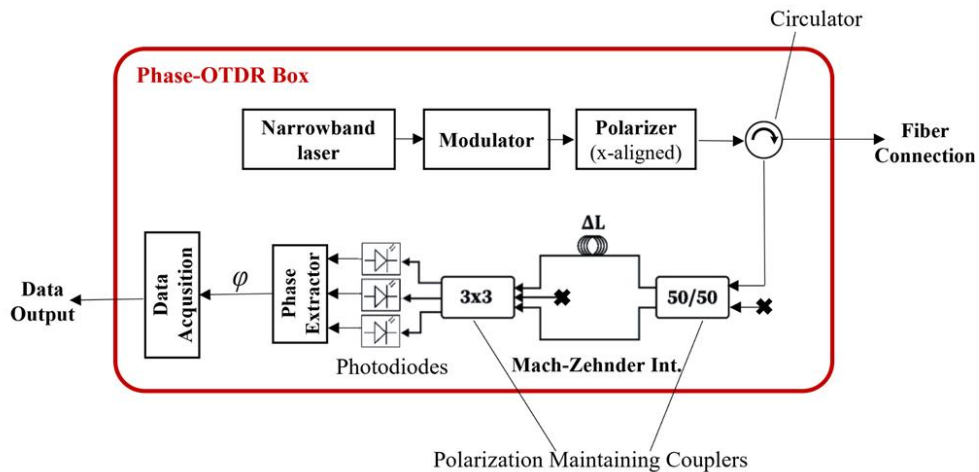 Circulator
Phase-OTDR Box
Narrowband
laser
Modulator
Polarizer
(x-aligned)
Fiber
Connection
ΔL
Data
Output
Data
Acqusition
φ
Phase
Extractor
3x3
50/50
Photodiodes
Mach-Zehnder Int.
Polarization Maintaining Couplers